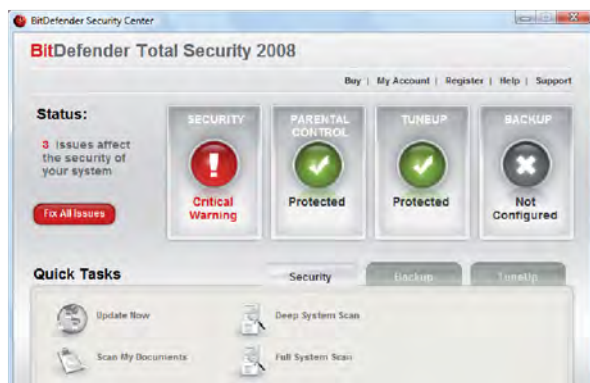 BitDefender Security Center
BitDefender Total Security 2008
Buy | My Account | Register | Help | Support
Status:
3 Issues affect
the security of
your system
Fix All Issues
SECURITY
Critical
Warning
PARENTAL
CONTROL
Protected
TUNEUP
Protected
BACKUP
Not
Configured
Quick Tasks
Security
Backup
TuneUp
Update Now
Deep System Scan
Scan My Documents
Full System Scan